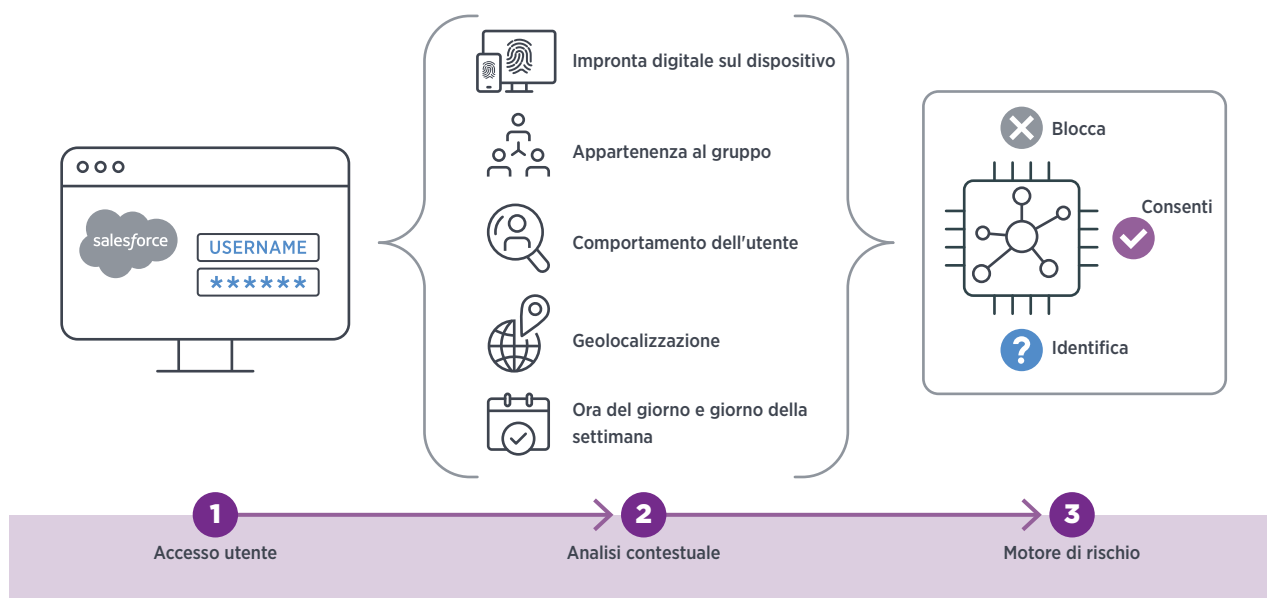 salesforce
USERNAME
******
Impronta digitale sul dispositivo
Appartenenza al gruppo
Comportamento dell'utente
Geolocalizzazione
Ora del giorno e giorno della
settimana
Blocca
Consenti
?
Identifica
1
2
3
Accesso utente
Analisi contestuale
Motore di rischio